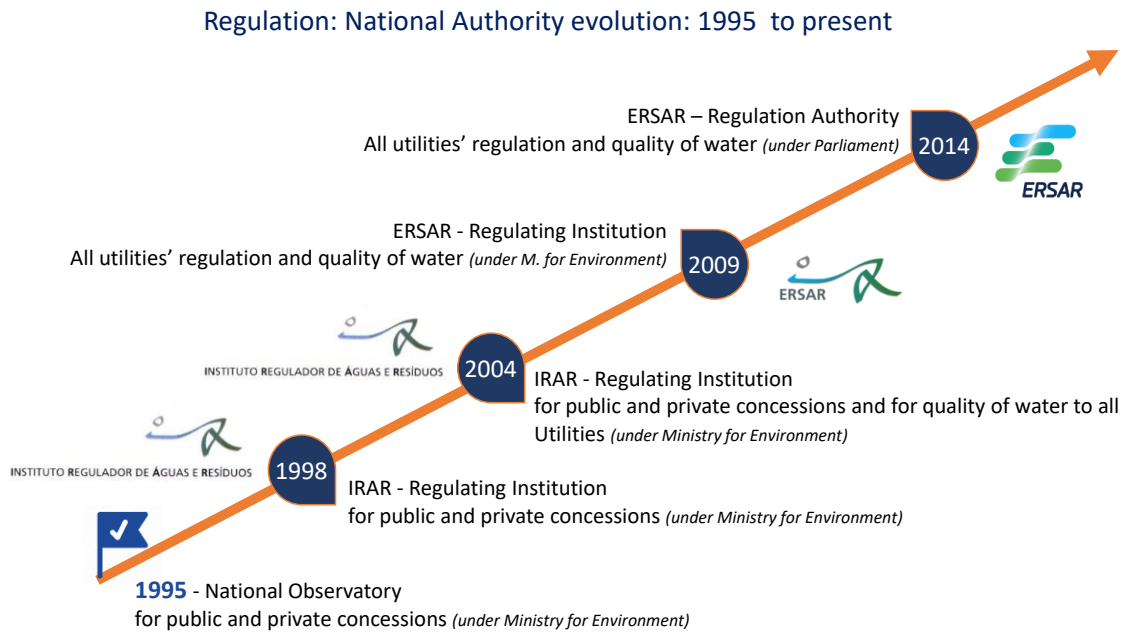 Regulation: National Authority evolution: 1995 to present
ERSAR – Regulation Authority
All utilities' regulation and quality of water (under Parliament)
2014
ERSAR
ERSAR - Regulating Institution
All utilities' regulation and quality of water (under M. for Environment)
2009
ERSAR
INSTITUTO REGULADOR DE ÁGUAS E RESÍDUOS
2004
IRAR - Regulating Institution
for public and private concessions and for quality of water to all
Utilities (under Ministry for Environment)
INSTITUTO REGULADOR DE ÁGUAS E RESÍDUOS
1998
IRAR - Regulating Institution
for public and private concessions (under Ministry for Environment)
1995 - National Observatory
for public and private concessions (under Ministry for Environment)